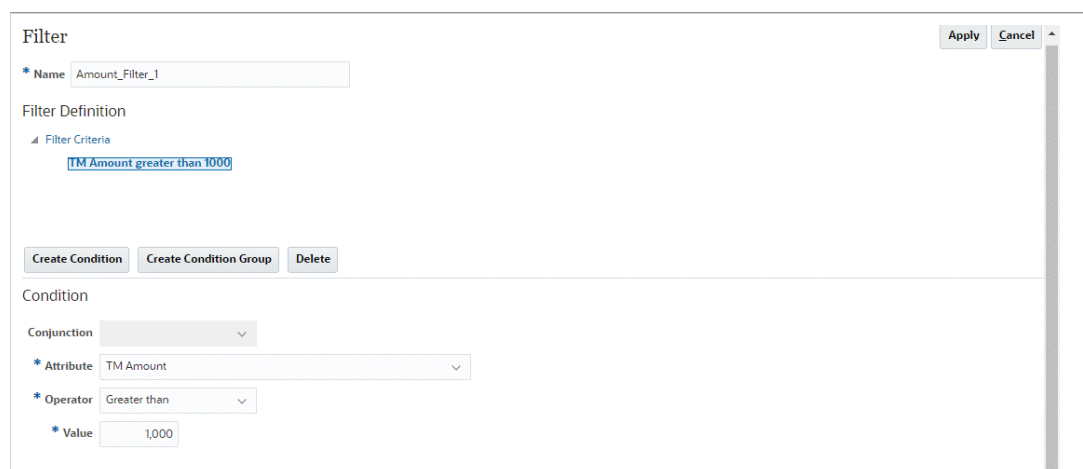 Filter
Apply Cancel
* Name Amount_Filter_1
Filter Definition
Filter Criteria
TM Amount greater than 1000
Create Condition Create Condition Group Delete
Condition
Conjunction
* Attribute TM Amount
* Operator Greater than
* Value 1,000